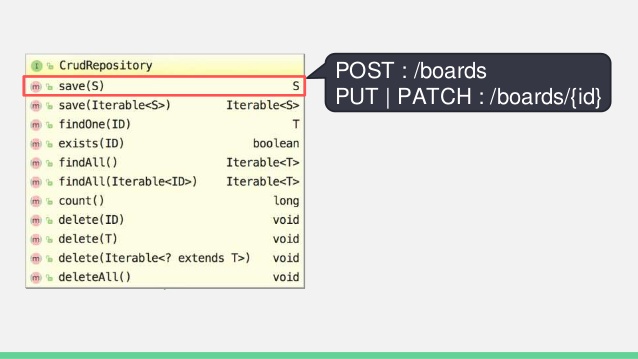 CrudRepository
save(S) S
save(Iterable<S>) Iterable<S>
findOne(ID) T
exists(ID) boolean
findAll() Iterable<T>
findAll(Iterable<ID>) Iterable<T>
count() long
delete(ID) void
delete(T) void
delete(Iterable<? extends T>) void
deleteAll() void
POST : /boards
PUT | PATCH : /boards/{id}